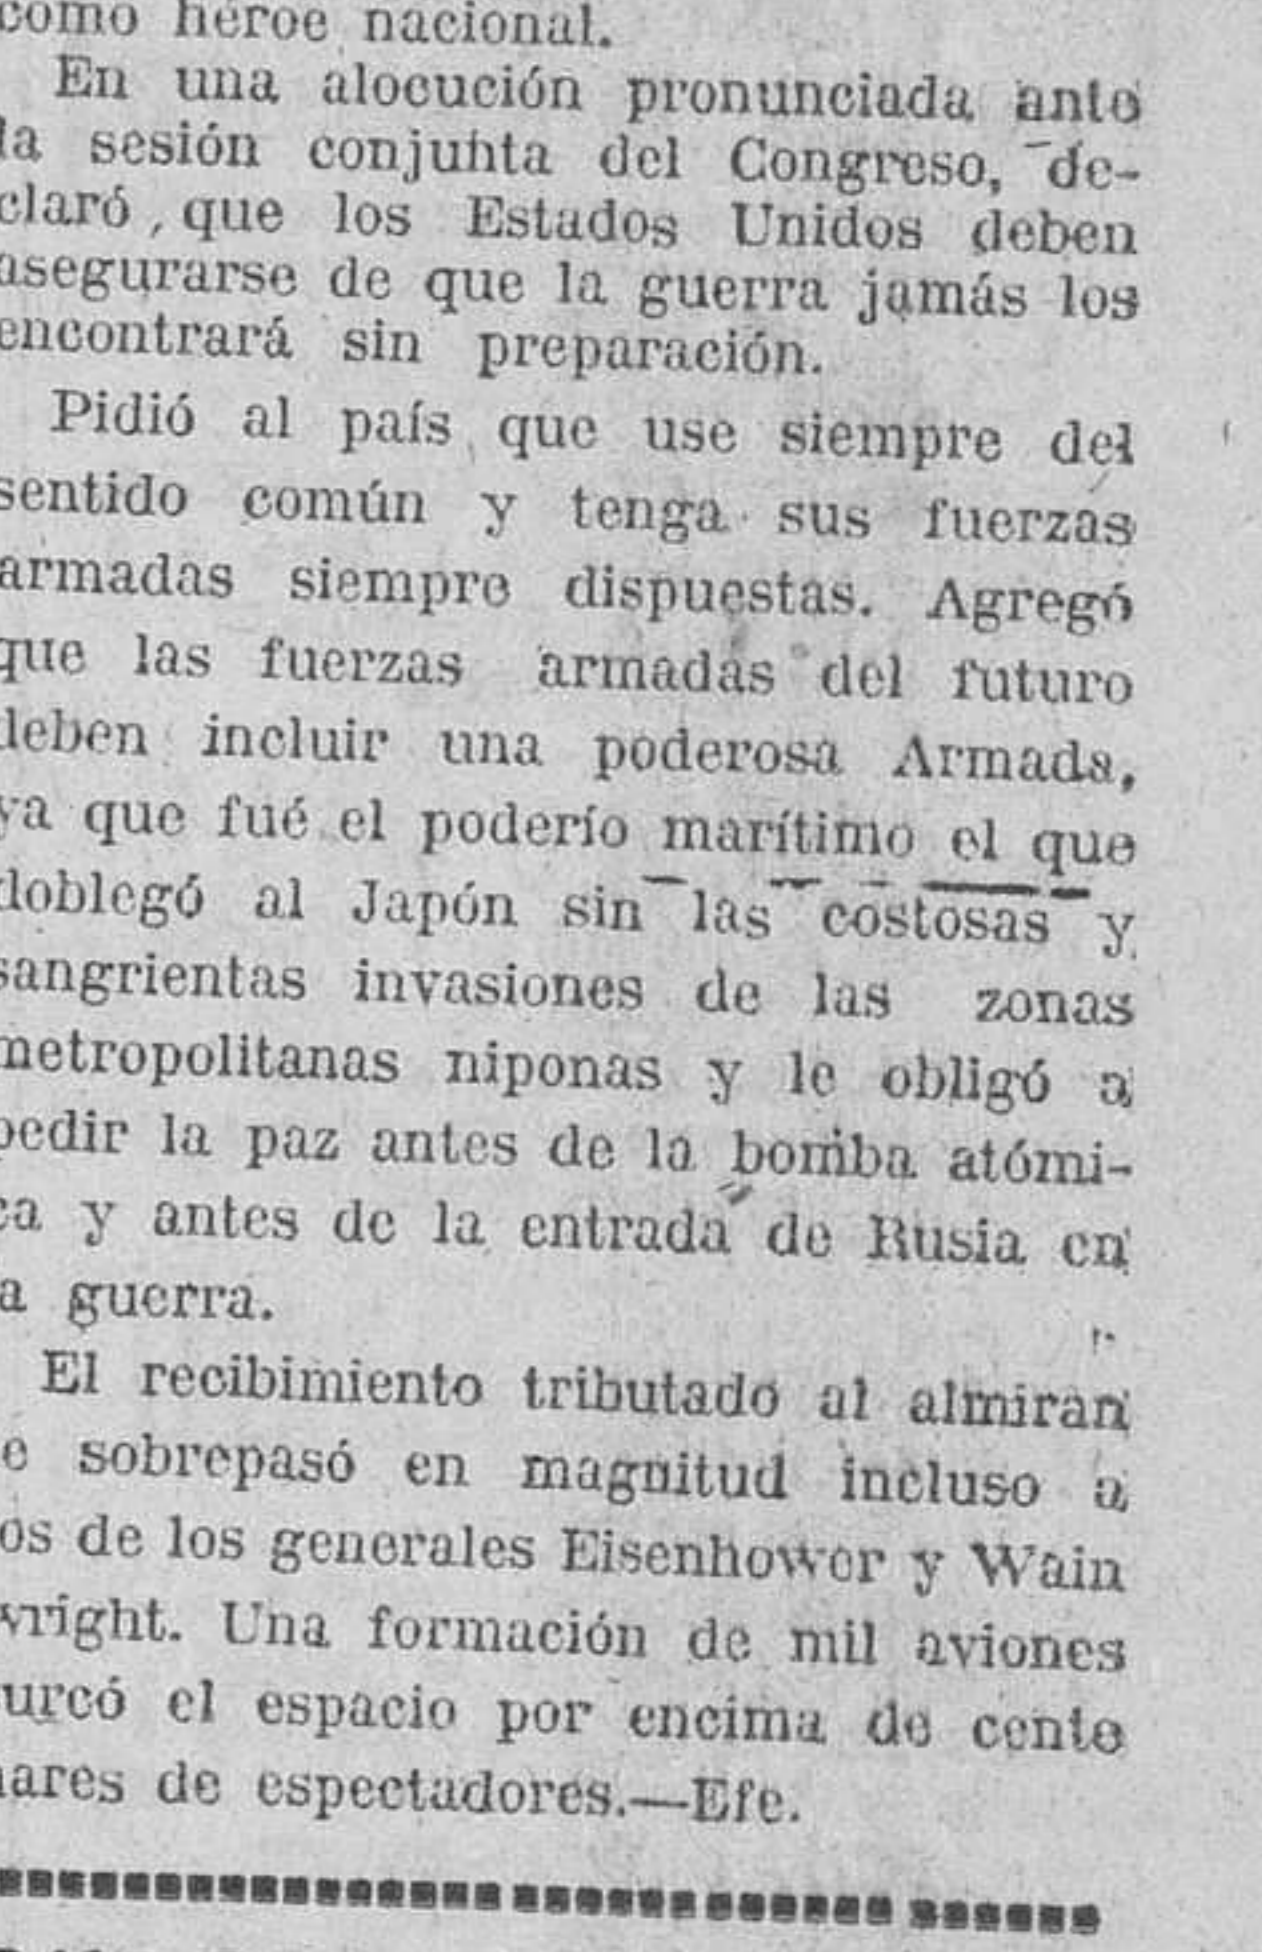 como héroe nacional.
En una alocución pronunciada ante
la sesión conjunta del Congreso, de-
claró, que los Estados Unidos deben
asegurarse de que la guerra jamás los
encontrará sin preparación.
Pidió al país que use siempre del
sentido común y tenga sus fuerzas
armadas siempre dispuestas. Agregó
que las fuerzas armadas del futuro
deben incluir una poderosa Armada,
ya que fué el poderío marítimo el que
doblegó al Japón sin las costosas y
sangrientas invasiones de las zonas
metropolitanas niponas y le obligó a
pedir la paz antes de la bomba atómi-
ca y antes de la entrada de Rusia en
a guerra.
El recibimiento tributado al almiran
e sobrepasó en magnitud incluso a
os de los generales Eisenhower y Wain
wright. Una formación de mil aviones
urcó el espacio por encima de cente
nares de espectadores.—Efe.